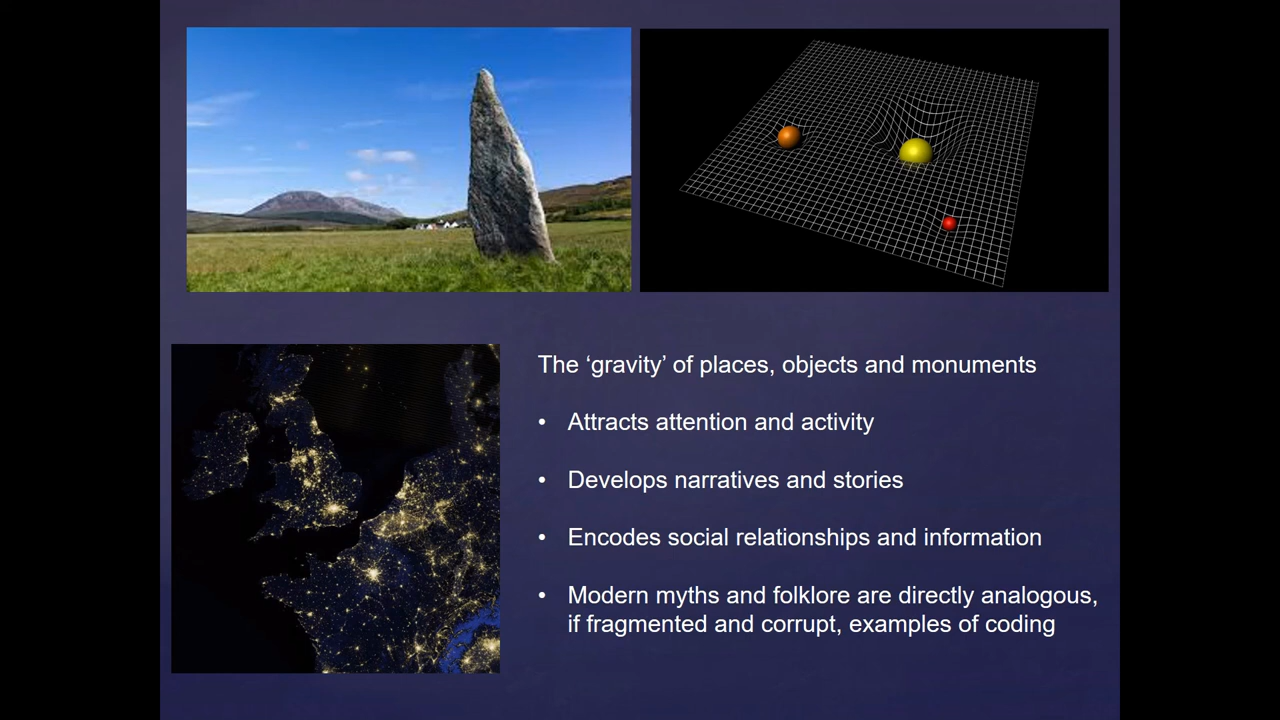 The ‘gravity’ of places, objects and monuments
• Attracts attention and activity
• Develops narratives and stories
• Encodes social relationships and information
• Modern myths and folklore are directly analogous,
if fragmented and corrupt, examples of coding